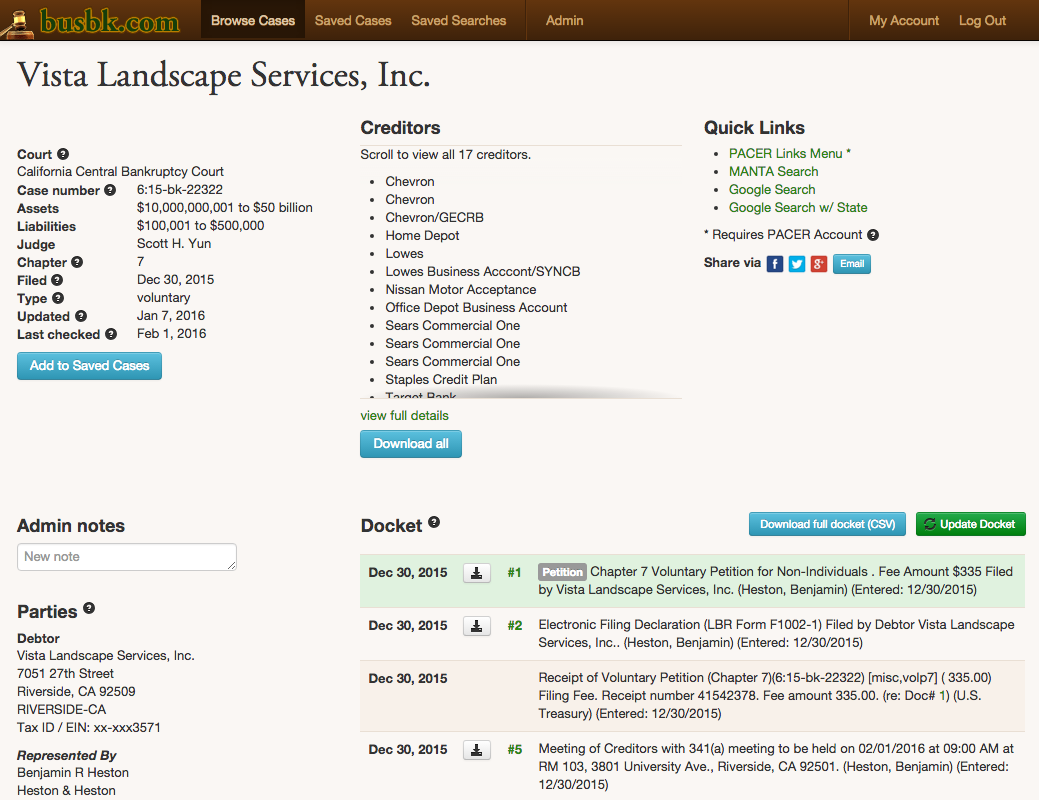 busbk.com
Browse Cases
Saved Cases
Saved Searches
Admin
My Account
Log Out
Vista Landscape Services, Inc.
Court ?
California Central Bankruptcy Court
Case number ? 6:15-bk-22322
Assets $10,000,000,001 to $50 billion
Liabilities $100,001 to $500,000
Judge Scott H. Yun
Chapter ? 7
Filed ? Dec 30, 2015
Type ? voluntary
Updated ? Jan 7, 2016
Last checked ? Feb 1, 2016
Add to Saved Cases
Creditors
Scroll to view all 17 creditors.
• Chevron
• Chevron
• Chevron/GECRB
• Home Depot
• Lowes
• Lowes Business Acccont/SYNCB
• Nissan Motor Acceptance
• Office Depot Business Account
• Sears Commercial One
• Sears Commercial One
• Sears Commercial One
• Staples Credit Plan
• Target Bank
view full details
Download all
Quick Links
• PACER Links Menu *
• MANTA Search
• Google Search
• Google Search w/ State
* Requires PACER Account ?
Share via f g+ Email
Admin notes
New note
Parties ?
Debtor
Vista Landscape Services, Inc.
7051 27th Street
Riverside, CA 92509
RIVERSIDE-CA
Tax ID / EIN: xx-xxx3571
Represented By
Benjamin R Heston
Heston & Heston
Docket ?
Download full docket (CSV)
Update Docket
Dec 30, 2015 #1 Petition Chapter 7 Voluntary Petition for Non-Individuals . Fee Amount $335 Filed
by Vista Landscape Services, Inc. (Heston, Benjamin) (Entered: 12/30/2015)
Dec 30, 2015 #2 Electronic Filing Declaration (LBR Form F1002-1) Filed by Debtor Vista Landscape
Services, Inc.. (Heston, Benjamin) (Entered: 12/30/2015)
Dec 30, 2015 Receipt of Voluntary Petition (Chapter 7)(6:15-bk-22322) [misc,volp7] ( 335.00)
Filing Fee. Receipt number 41542378. Fee amount 335.00. (re: Doc# 1) (U.S.
Treasury) (Entered: 12/30/2015)
Dec 30, 2015 #5 Meeting of Creditors with 341(a) meeting to be held on 02/01/2016 at 09:00 AM at
RM 103, 3801 University Ave., Riverside, CA 92501. (Heston, Benjamin) (Entered:
12/30/2015)